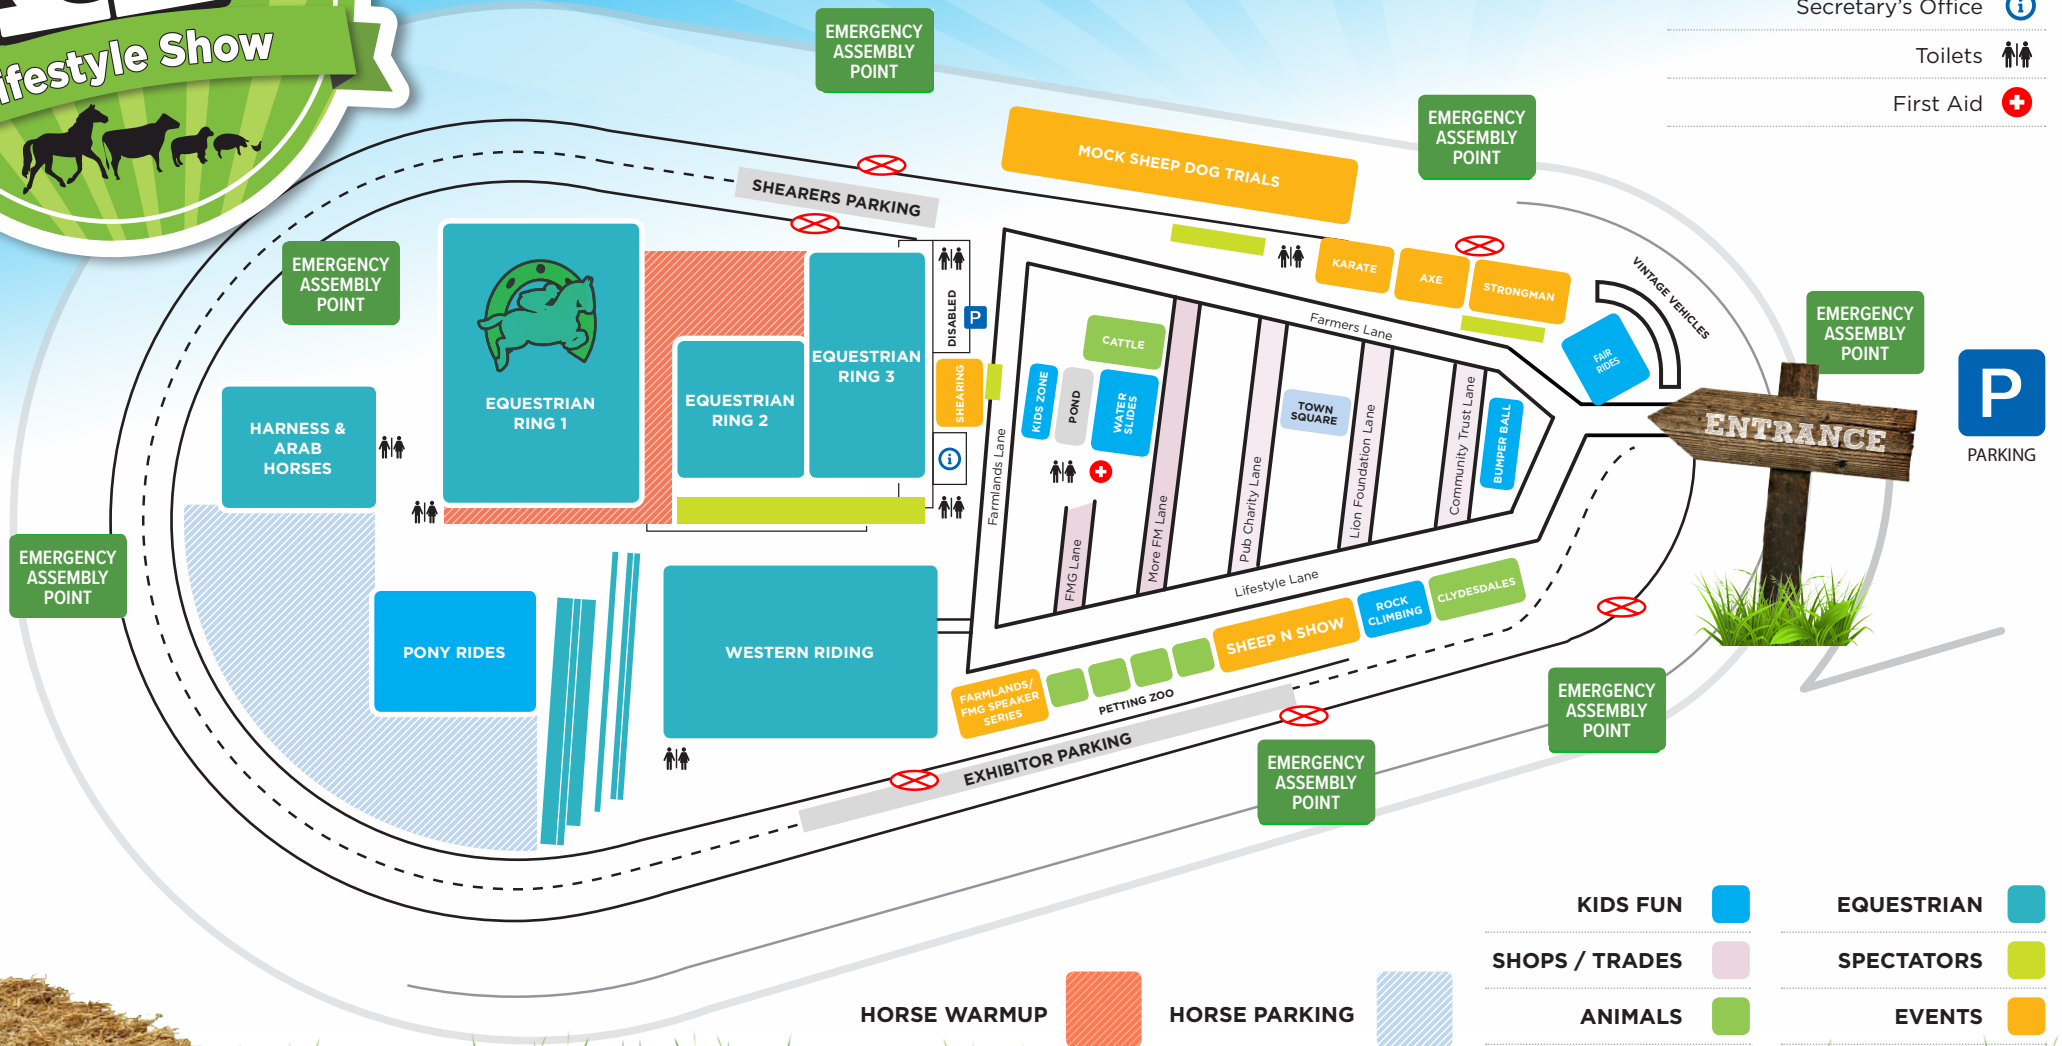 Lifestyle Show
Secretary's Office
Toilets
First Aid
EMERGENCY
ASSEMBLY
POINT
EMERGENCY
ASSEMBLY
POINT
MOCK SHEEP DOG TRIALS
SHEARERS PARKING
EMERGENCY
ASSEMBLY
POINT
KARATE
AXE
STRONGMAN
VINTAGE VEHICLES
EMERGENCY
ASSEMBLY
POINT
DISABLED
P
FAIR
RIDES
Farmers Lane
EQUESTRIAN
RING 1
EQUESTRIAN
RING 2
EQUESTRIAN
RING 3
SHEARING
Farmlands Lane
CATTLE
KIDS ZONE
POND
WATER
SLIDES
TOWN
SQUARE
FMG Lane
More FM Lane
Pub Charity Lane
Lion Foundation Lane
Community Trust Lane
BUMPER BALL
ENTRANCE
P
PARKING
HARNESS &
ARAB
HORSES
EMERGENCY
ASSEMBLY
POINT
PONY RIDES
WESTERN RIDING
Lifestyle Lane
CLYDESDALES
ROCK
CLIMBING
SHEEP N SHOW
FARMLANDS/
FMG SPEAKER
SERIES
PETTING ZOO
EXHIBITOR PARKING
EMERGENCY
ASSEMBLY
POINT
EMERGENCY
ASSEMBLY
POINT
KIDS FUN
EQUESTRIAN
SHOPS / TRADES
SPECTATORS
HORSE WARMUP
HORSE PARKING
ANIMALS
EVENTS